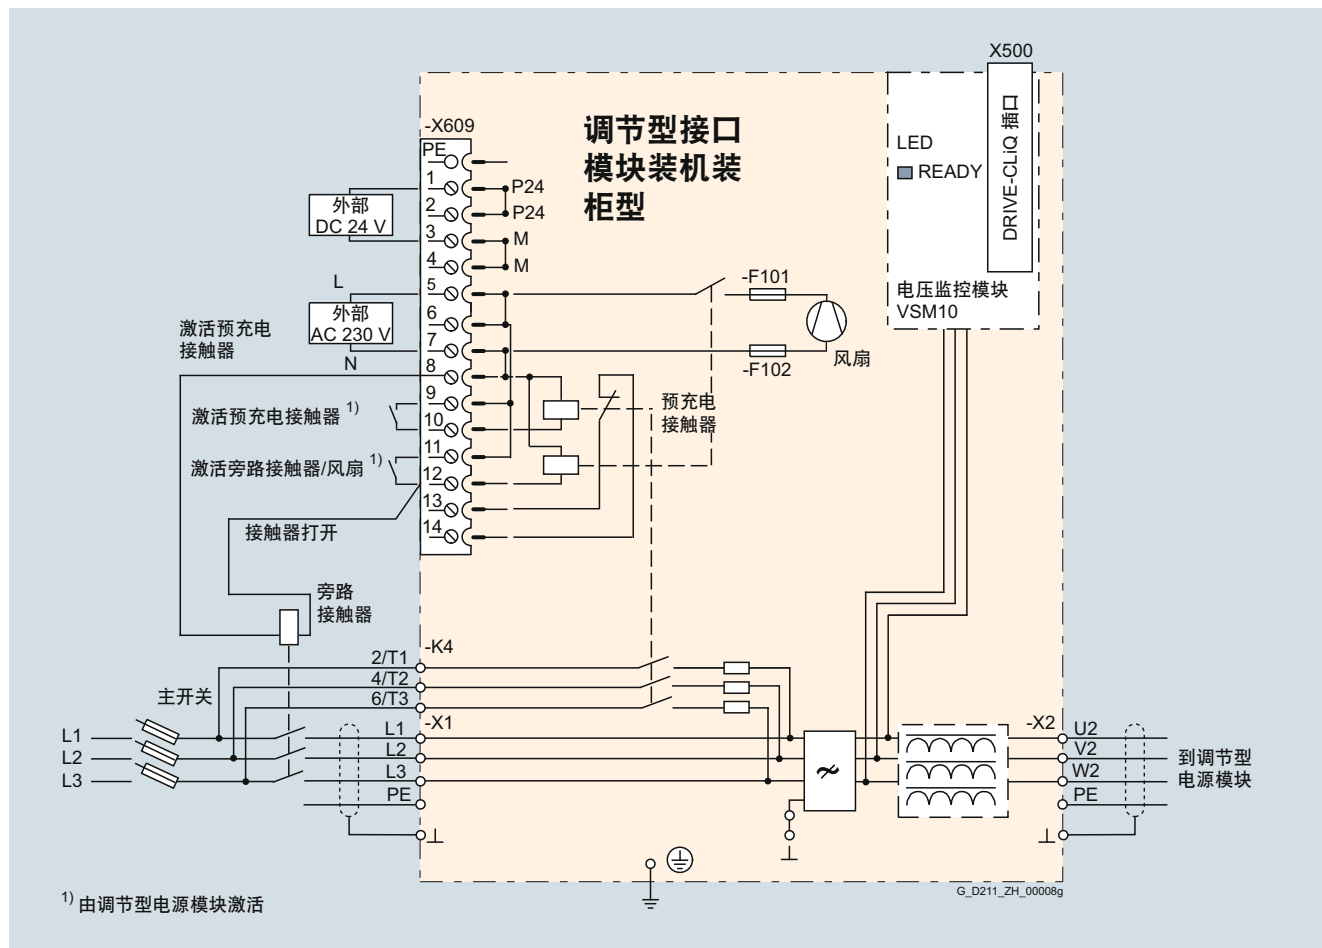 X500
-X609
调节型接口
模块装机装
柜型
LED
READY
DRIVE-CLiQ 插口
电压监控模块
VSM10
PE
1
2
3
4
5
6
7
8
9
10
11
12
13
14
P24
P24
M
M
外部
DC 24 V
L
外部
AC 230 V
N
激活预充电
接触器
-F101
-F102
风扇
激活预充电接触器 1)
激活旁路接触器/风扇 1)
接触器打开
预充电
接触器
旁路
接触器
-K4
2/T1
4/T2
6/T3
主开关
-X1
L1
L2
L3
L1
L2
L3
PE
-X2
U2
V2
W2
PE
到调节型
电源模块
G_D211_ZH_00008g
1) 由调节型电源模块激活